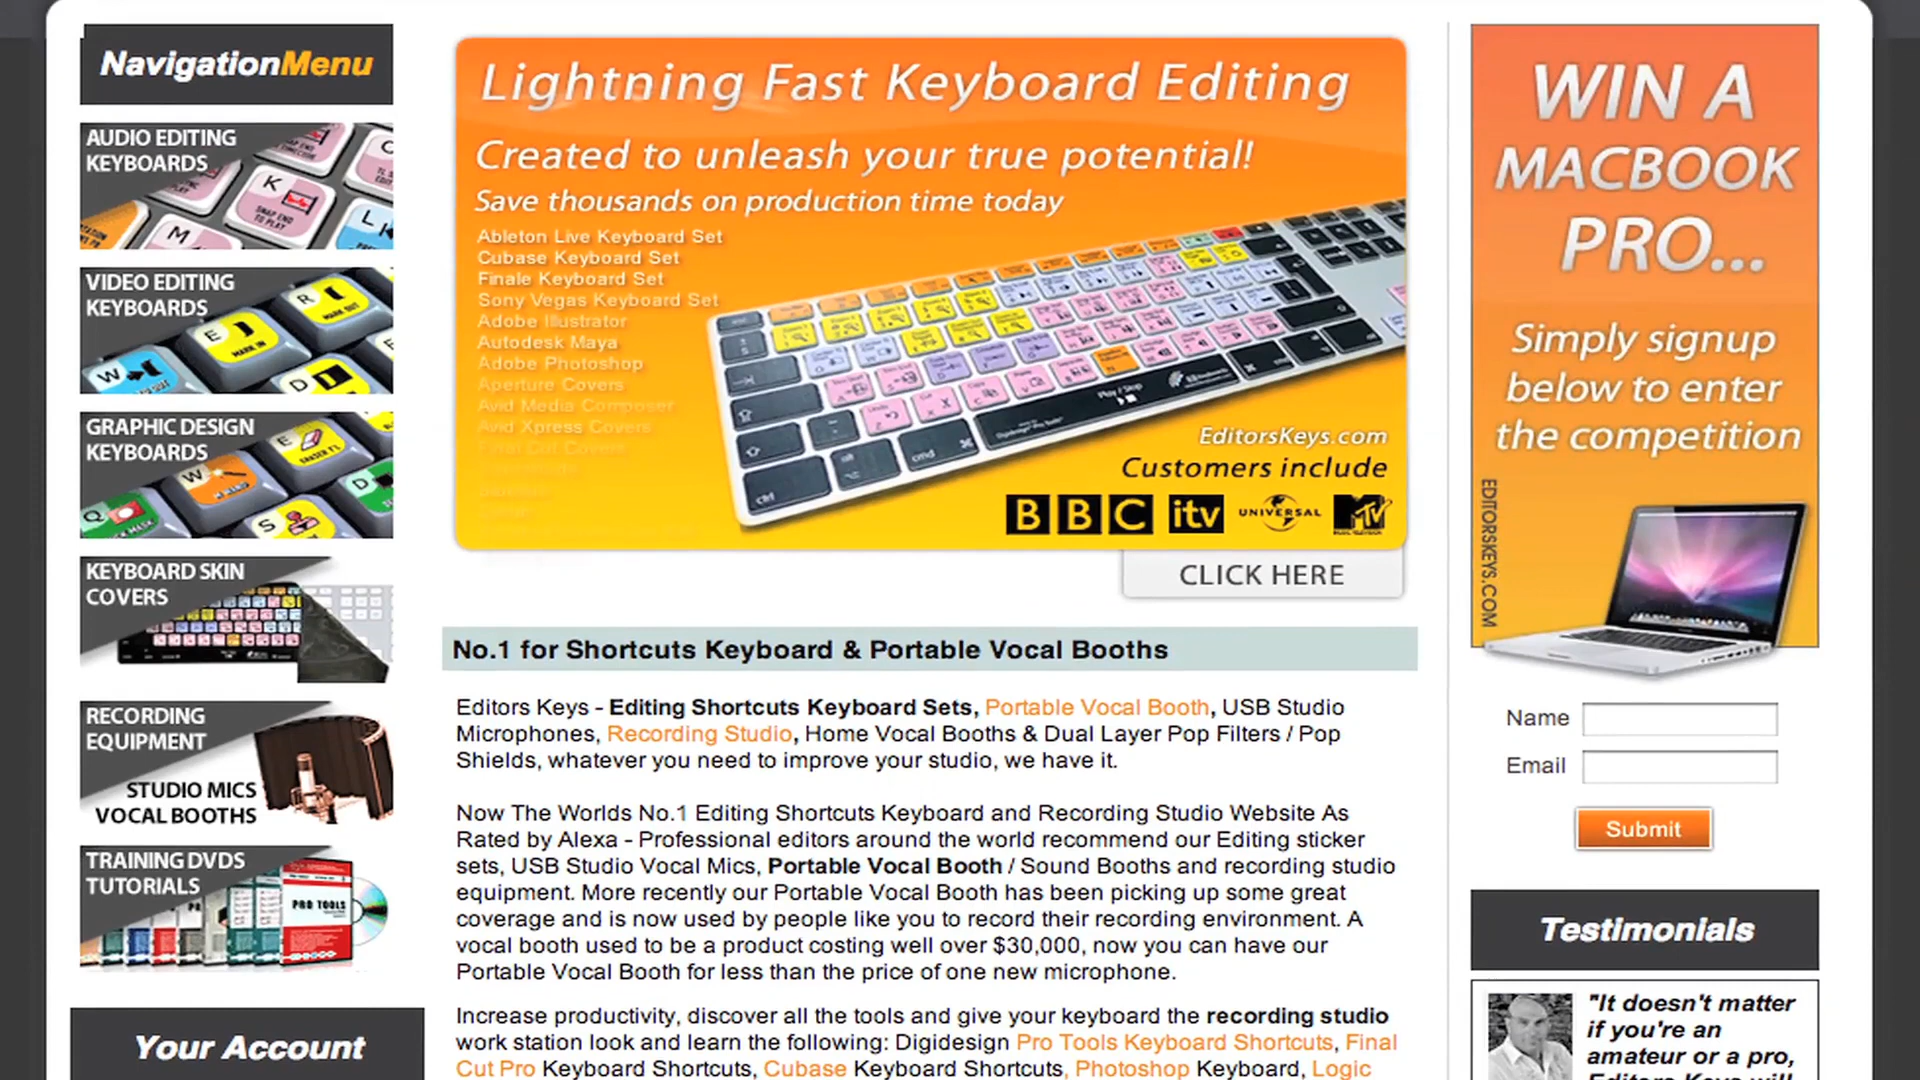 NavigationMenu
AUDIO EDITING
KEYBOARDS
VIDEO EDITING
KEYBOARDS
GRAPHIC DESIGN
KEYBOARDS
KEYBOARD SKIN
COVERS
RECORDING
EQUIPMENT
STUDIO MICS
VOCAL BOOTHS
TRAINING DVDS
TUTORIALS
PRO TOOLS
Your Account
Lightning Fast Keyboard Editing
Created to unleash your true potential!
Save thousands on production time today
Ableton Live Keyboard Set
Cubase Keyboard Set
Finale Keyboard Set
Sony Vegas Keyboard Set
Adobe Illustrator
Autodesk Maya
Adobe Photoshop
Aperture Covers
Avid Media Composer
Avid Xpress Covers
Final Cut Covers
EditorsKeys.com
Customers include
BBC itv UNIVERSAL MTV
CLICK HERE
No.1 for Shortcuts Keyboard & Portable Vocal Booths
Editors Keys - Editing Shortcuts Keyboard Sets, Portable Vocal Booth, USB Studio
Microphones, Recording Studio, Home Vocal Booths & Dual Layer Pop Filters / Pop
Shields, whatever you need to improve your studio, we have it.
Now The Worlds No.1 Editing Shortcuts Keyboard and Recording Studio Website As
Rated by Alexa - Professional editors around the world recommend our Editing sticker
sets, USB Studio Vocal Mics, Portable Vocal Booth / Sound Booths and recording studio
equipment. More recently our Portable Vocal Booth has been picking up some great
coverage and is now used by people like you to record their recording environment. A
vocal booth used to be a product costing well over $30,000, now you can have our
Portable Vocal Booth for less than the price of one new microphone.
Increase productivity, discover all the tools and give your keyboard the recording studio
work station look and learn the following: Digidesign Pro Tools Keyboard Shortcuts, Final
Cut Pro Keyboard Shortcuts, Cubase Keyboard Shortcuts, Photoshop Keyboard, Logic
WIN A
MACBOOK
PRO...
Simply signup
below to enter
the competition
EDITORSKEYS.COM
Name
Email
Submit
Testimonials
"It doesn't matter
if you're an
amateur or a pro,
Editors Keys will